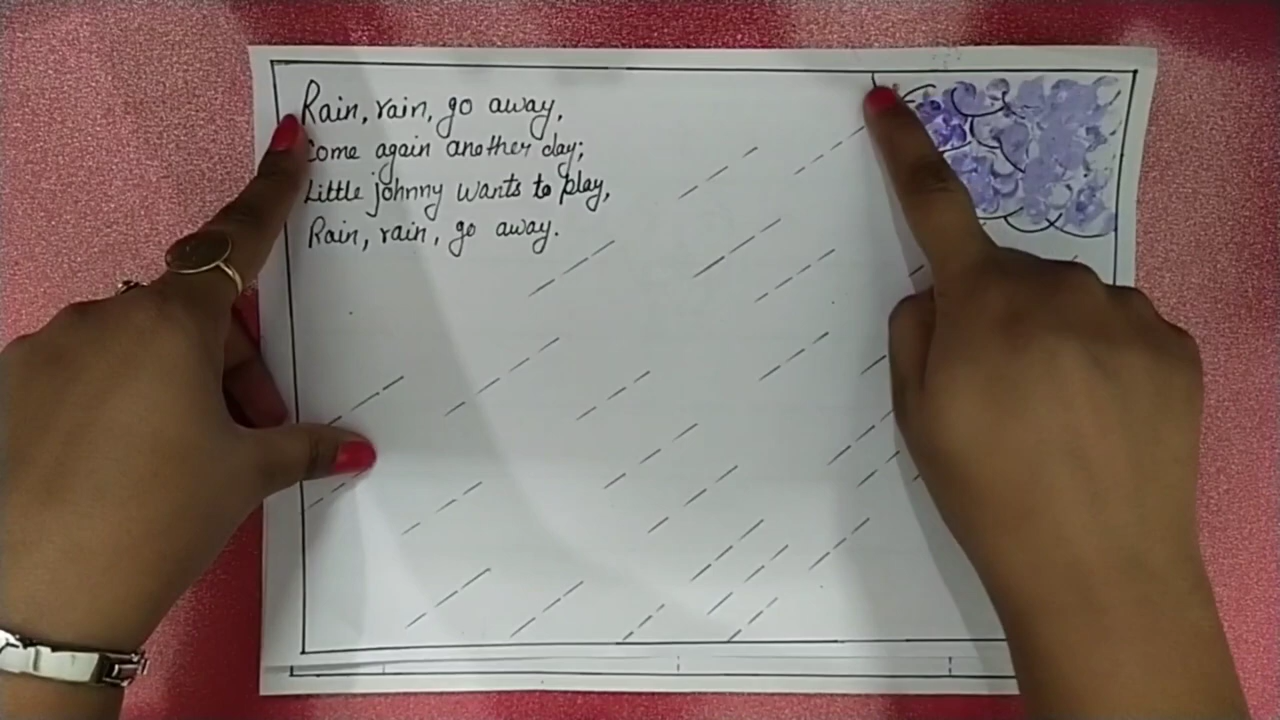 Rain, rain, go away,
Come again another day;
Little johnny wants to play,
Rain, rain, go away.